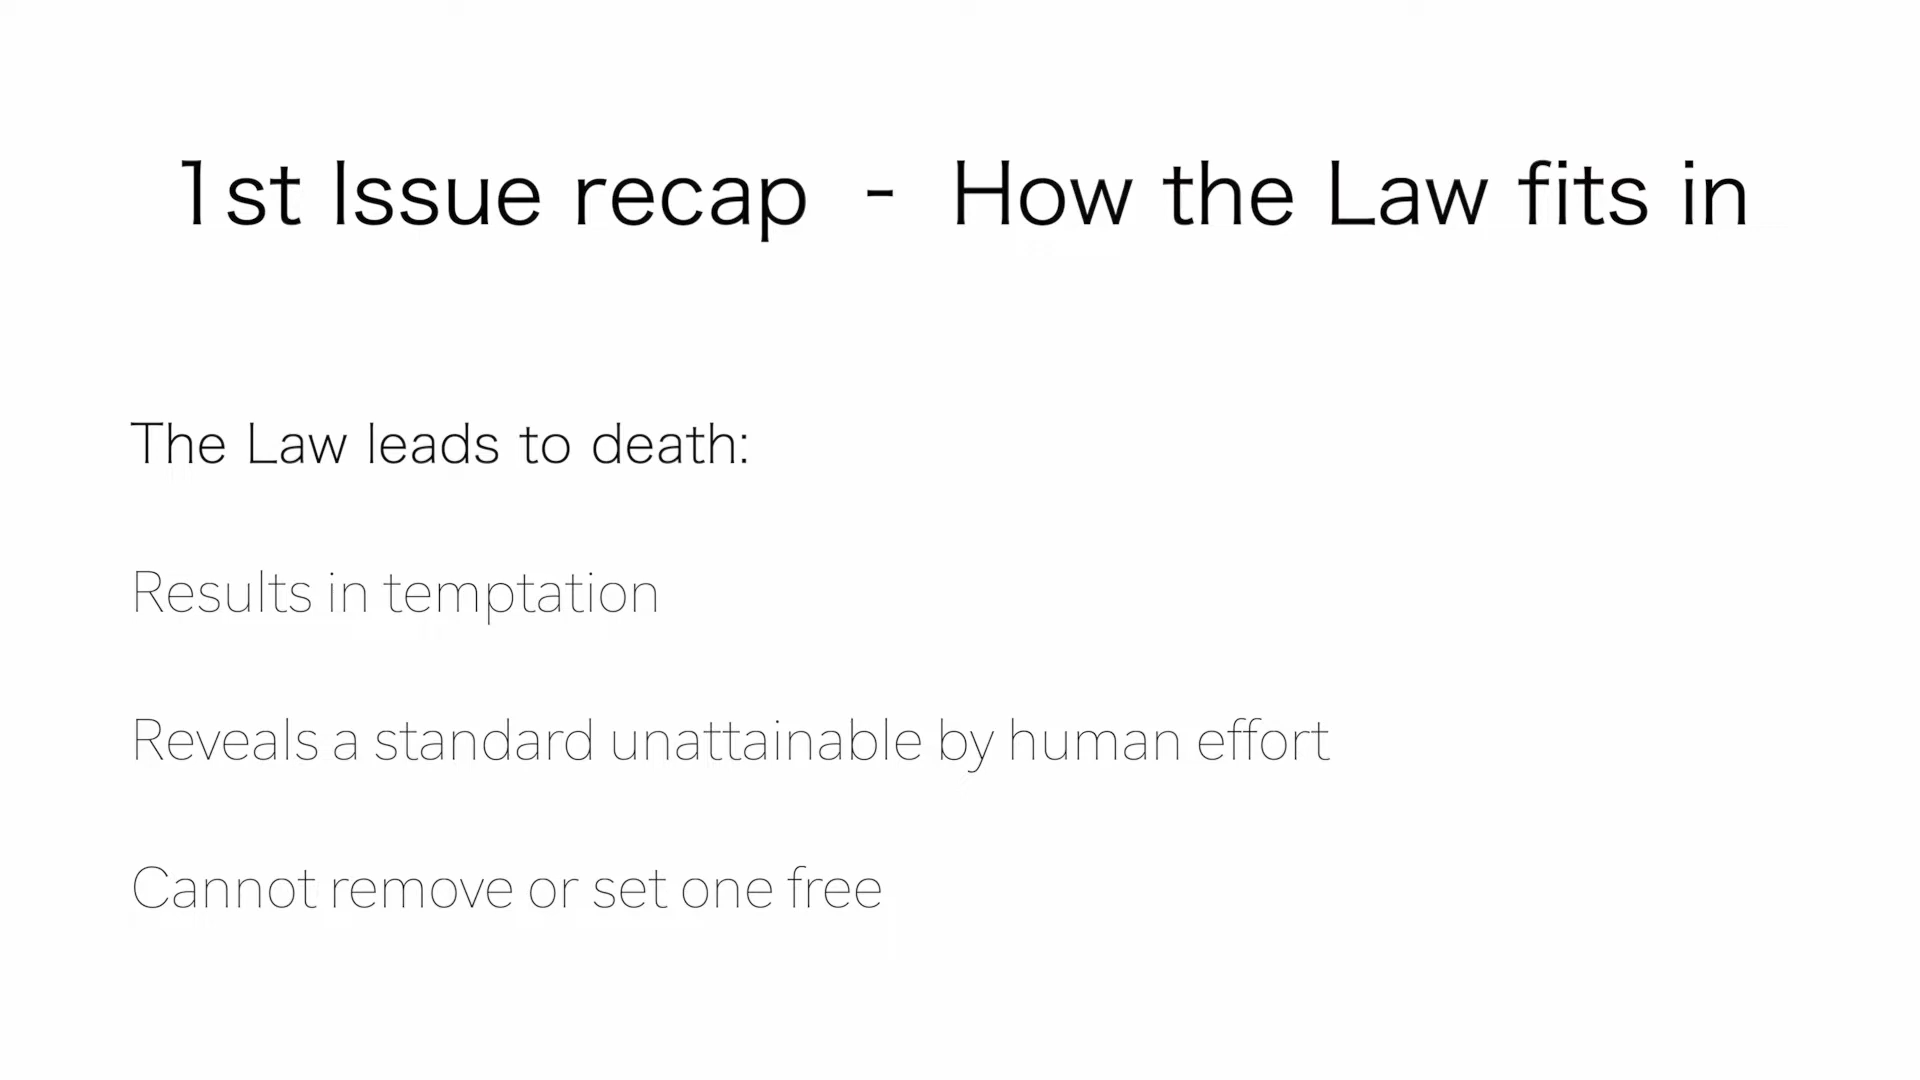 1st Issue recap - How the Law fits in
The Law leads to death:
Results in temptation
Reveals a standard unattainable by human effort
Cannot remove or set one free